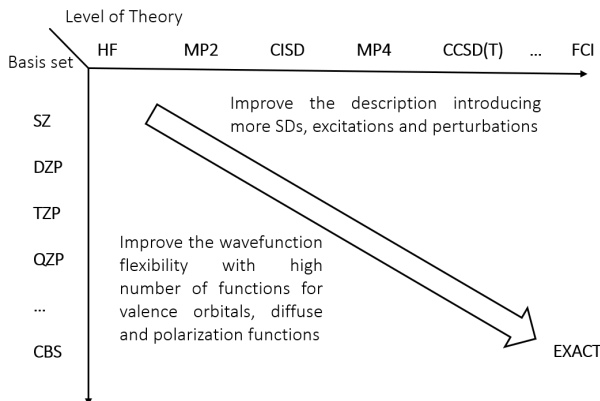 Level of Theory
Basis set
HF MP2 CISD MP4 CCSD(T) ... FCI
Improve the description introducing
more SDs, excitations and perturbations
SZ
DZP
TZP
QZP
...
CBS
Improve the wavefunction
flexibility with high
number of functions for
valence orbitals, diffuse
and polarization functions
EXACT